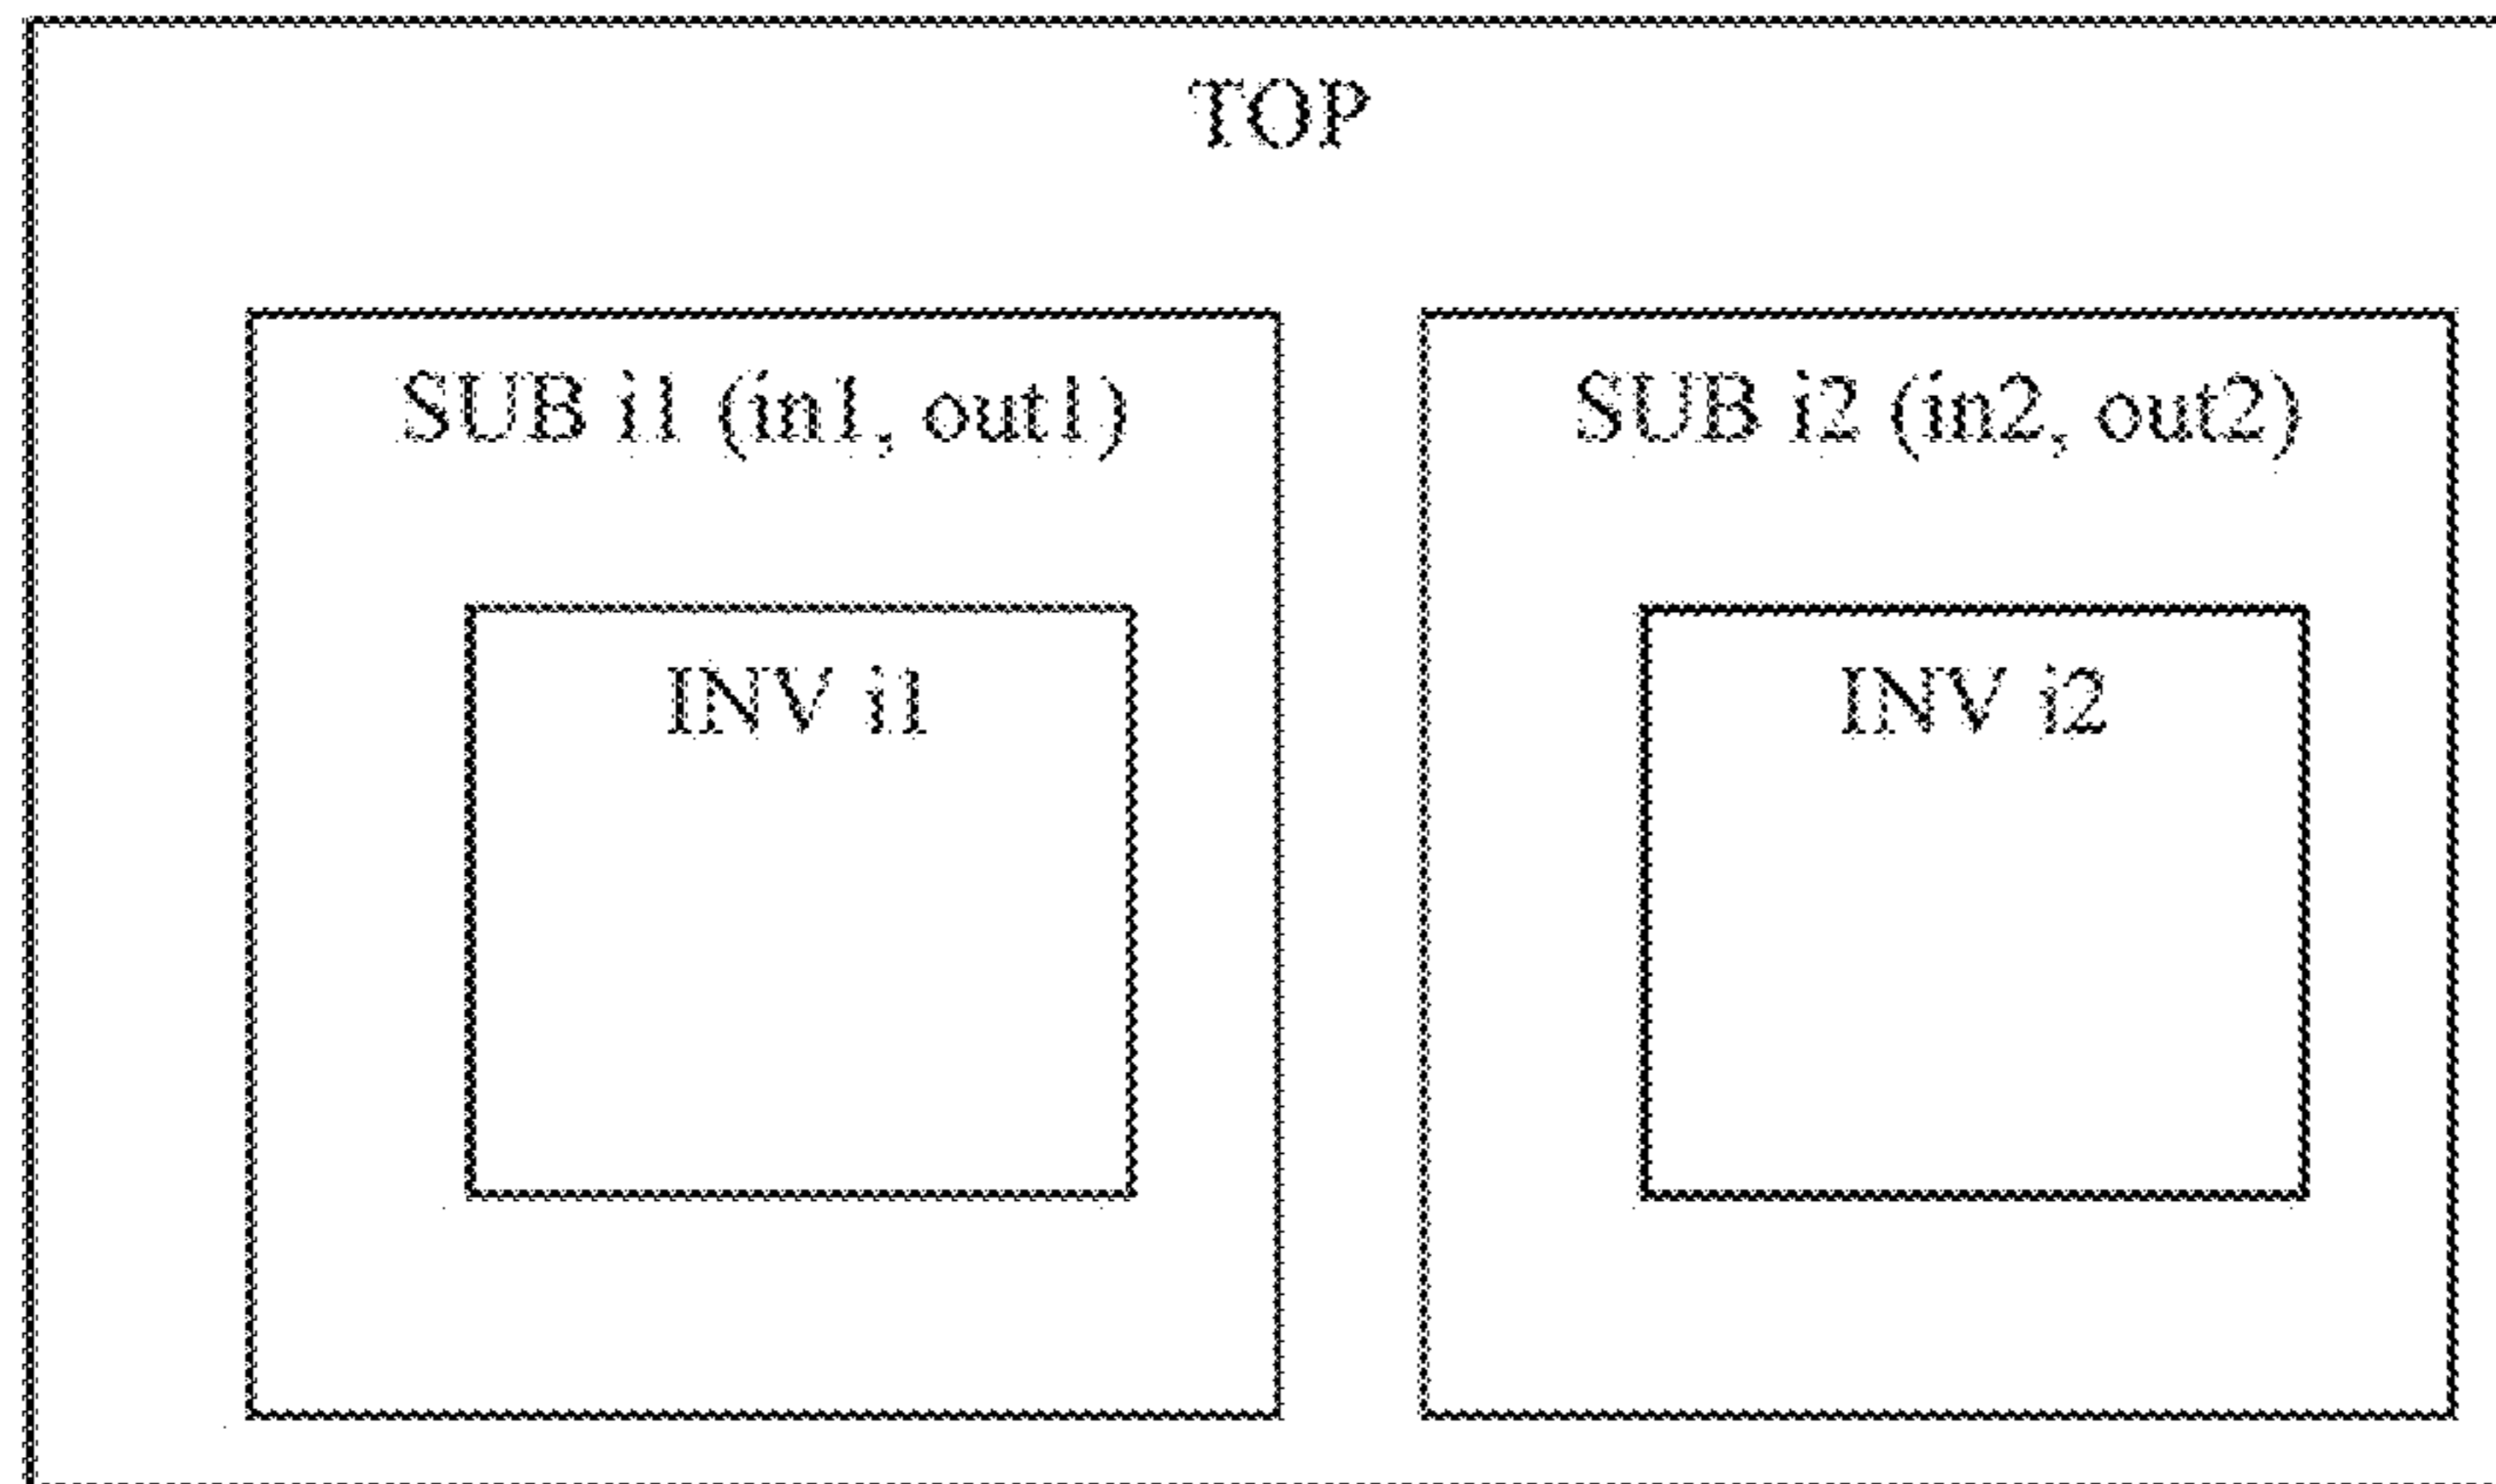 TOP
SUB i1 (in1, out1)
SUB i2 (in2, out2)
INV i1
INV i2